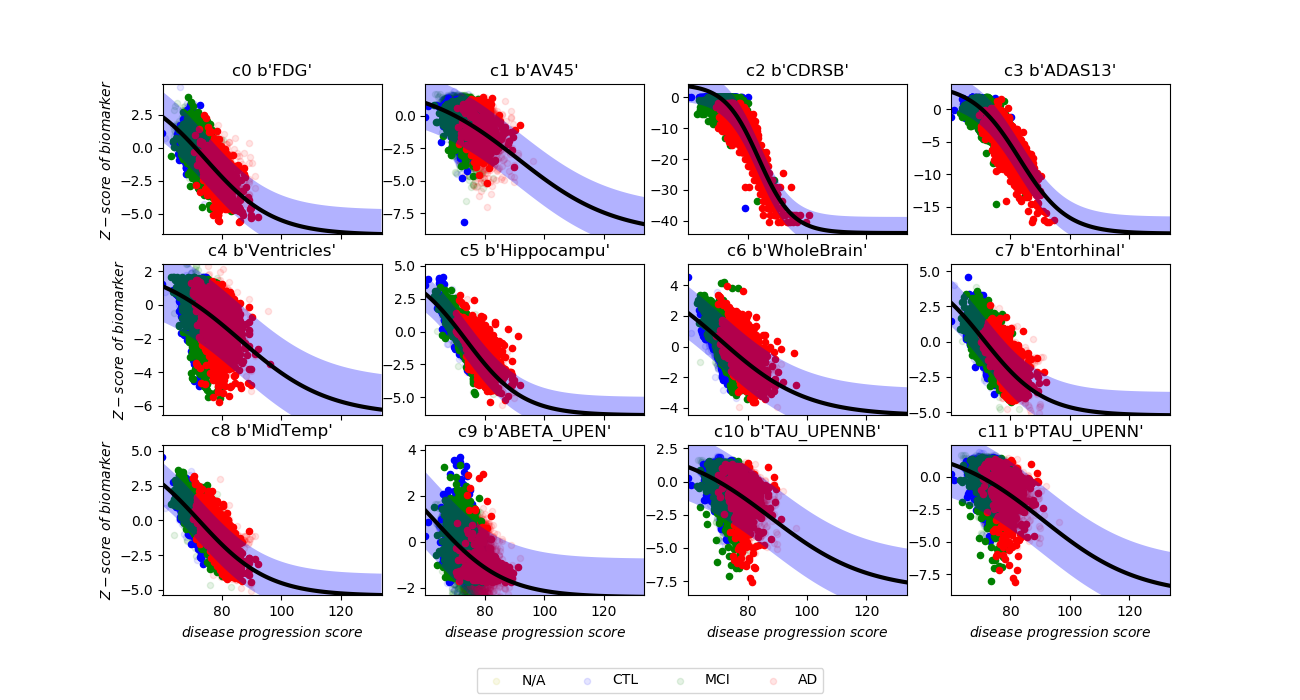 c0 b'FDG'
c1 b'AV45'
c2 b'CDRSB'
c3 b'ADAS13'
Z − score of biomarker
2.5
0.0
−2.5
−5.0
0.0
−2.5
−5.0
−7.5
0
−10
−20
−30
−40
0
−5
−10
−15
c4 b'Ventricles'
c5 b'Hippocampu'
c6 b'WholeBrain'
c7 b'Entorhinal'
Z − score of biomarker
2
0
−2
−4
−6
5.0
2.5
0.0
−2.5
−5.0
4
2
0
−2
−4
5.0
2.5
0.0
−2.5
−5.0
c8 b'MidTemp'
c9 b'ABETA_UPEN'
c10 b'TAU_UPENNB'
c11 b'PTAU_UPENN'
Z − score of biomarker
5.0
2.5
0.0
−2.5
−5.0
4
2
0
−2
2.5
0.0
−2.5
−5.0
−7.5
0.0
−2.5
−5.0
−7.5
80 100 120
80 100 120
80 100 120
80 100 120
disease progression score
disease progression score
disease progression score
disease progression score
N/A CTL MCI AD